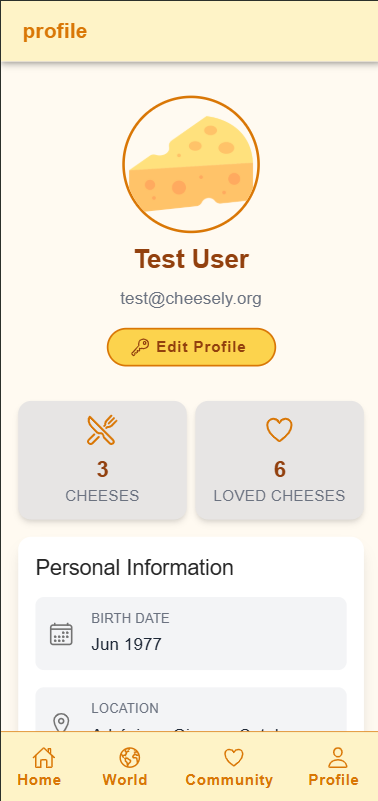 profile
Test User
test@cheesely.org
Edit Profile
3
CHEESES
6
LOVED CHEESES
Personal Information
BIRTH DATE
Jun 1977
LOCATION
Home
World
Community
Profile